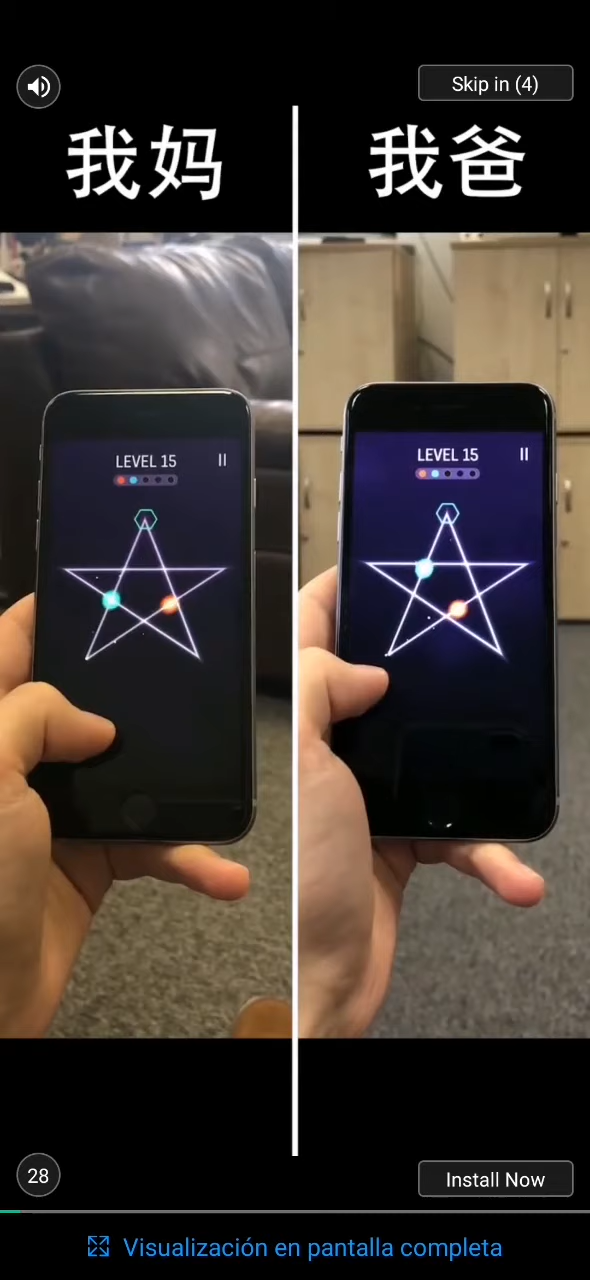 Skip in (4)
我妈
我爸
LEVEL 15
LEVEL 15
28
Install Now
Visualización en pantalla completa